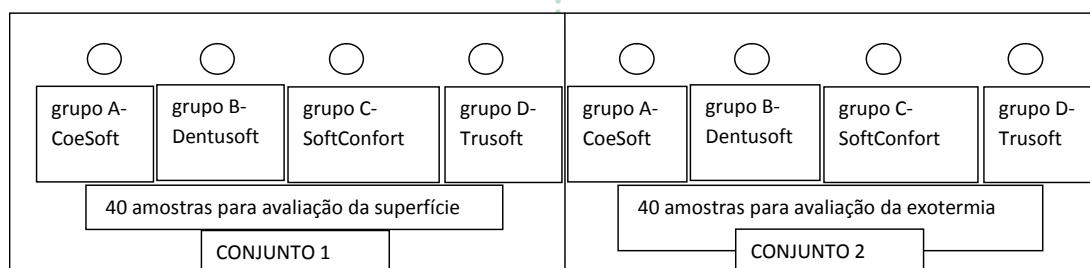 grupo A-
CoeSoft
grupo B-
Dentusoft
grupo C-
SoftConfort
grupo D-
Trusoft
40 amostras para avaliação da superfície
CONJUNTO 1
grupo A-
CoeSoft
grupo B-
Dentusoft
grupo C-
SoftConfort
grupo D-
Trusoft
40 amostras para avaliação da exotermia
CONJUNTO 2